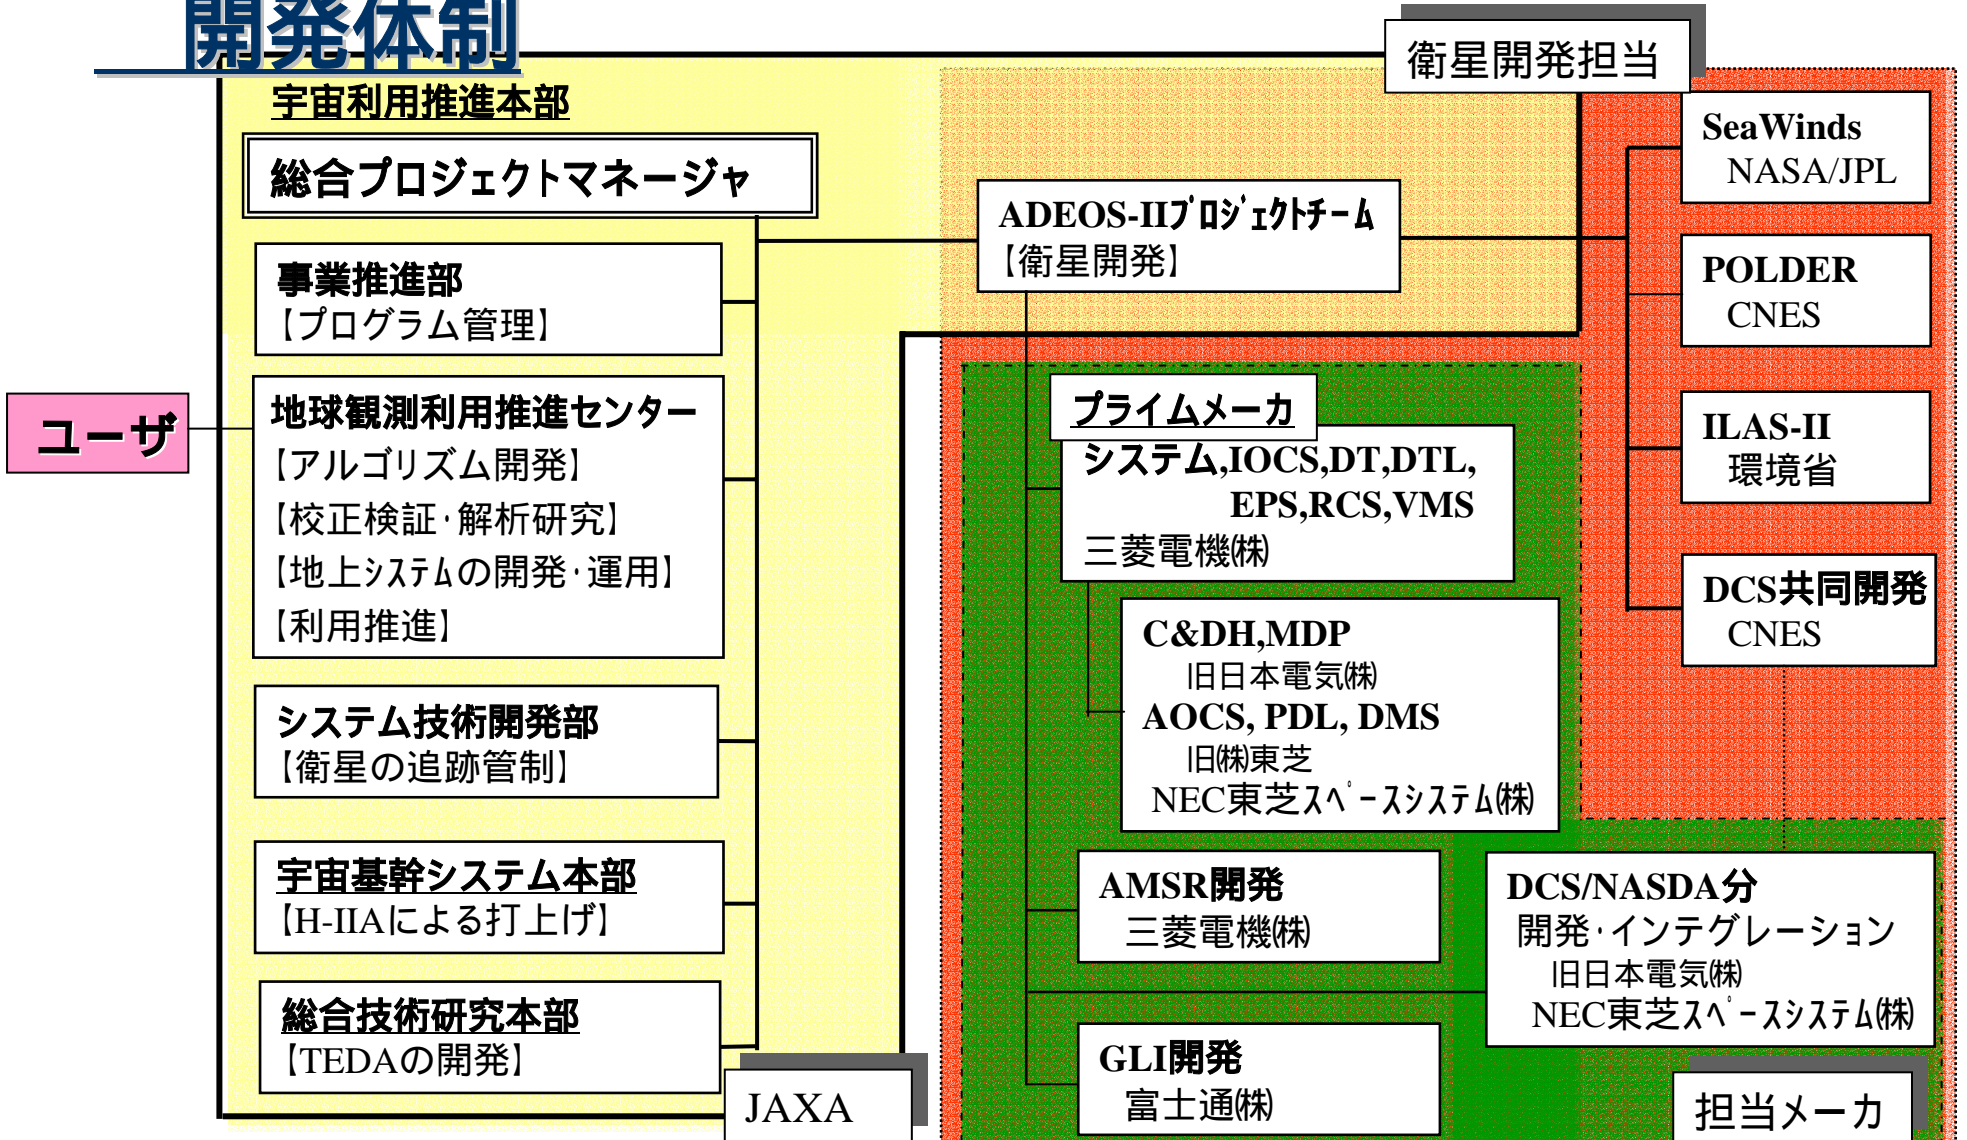 開発体制
衛星開発担当
宇宙利用推進本部
総合プロジェクトマネージャ
事業推進部
【プログラム管理】
ユーザ
地球観測利用推進センター
【アルゴリズム開発】
【校正検証・解析研究】
【地上ｼｽﾃﾑの開発・運用】
【利用推進】
システム技術開発部
【衛星の追跡管制】
宇宙基幹システム本部
【H-IIAによる打上げ】
総合技術研究本部
【TEDAの開発】
JAXA
ADEOS-IIﾌﾟﾛｼﾞｪｸﾄﾁｰﾑ
【衛星開発】
プライムメーカ
システム,IOCS,DT,DTL,
EPS,RCS,VMS
三菱電機㈱
C&DH,MDP
旧日本電気㈱
AOCS, PDL, DMS
旧㈱東芝
NEC東芝ｽﾍﾟｰｽｼｽﾃﾑ㈱
AMSR開発
三菱電機㈱
GLI開発
富士通㈱
SeaWinds
NASA/JPL
POLDER
CNES
ILAS-II
環境省
DCS共同開発
CNES
DCS/NASDA分
開発・インテグレーション
旧日本電気㈱
NEC東芝ｽﾍﾟｰｽｼｽﾃﾑ㈱
担当メーカ